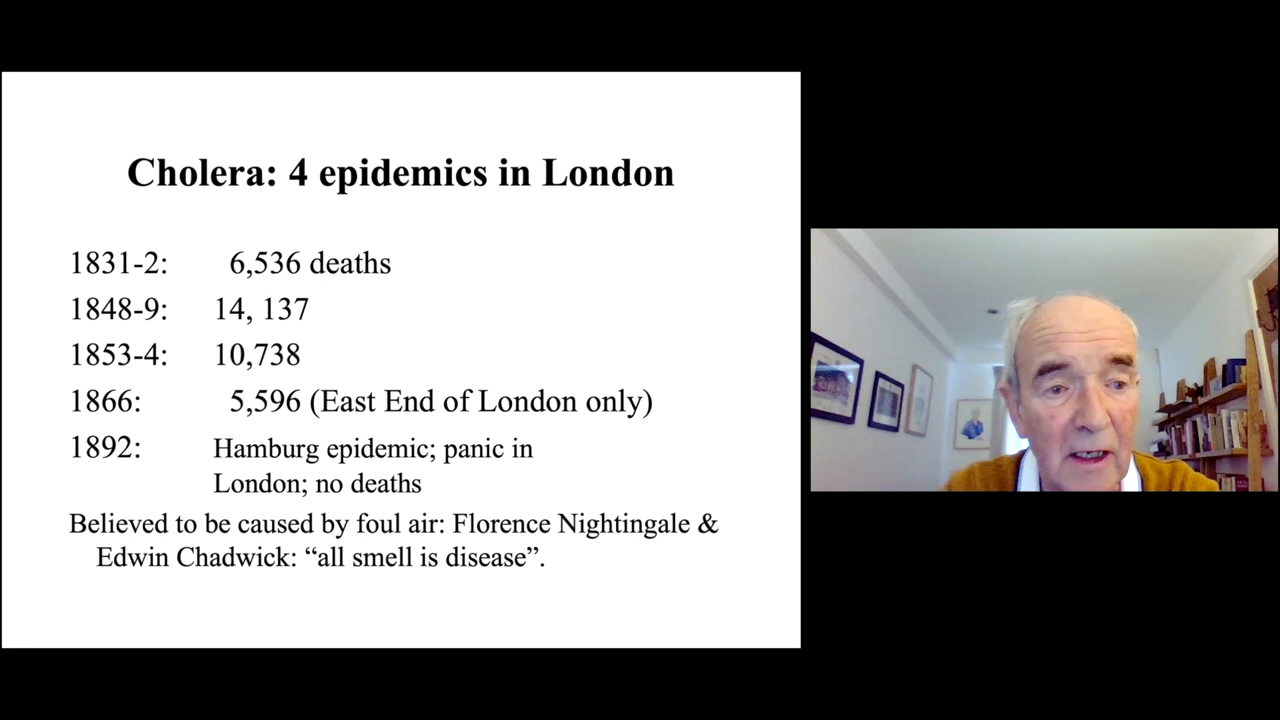 Cholera: 4 epidemics in London
1831-2: 6,536 deaths
1848-9: 14, 137
1853-4: 10,738
1866: 5,596 (East End of London only)
1892: Hamburg epidemic; panic in
London; no deaths
Believed to be caused by foul air: Florence Nightingale &
Edwin Chadwick: “all smell is disease”.